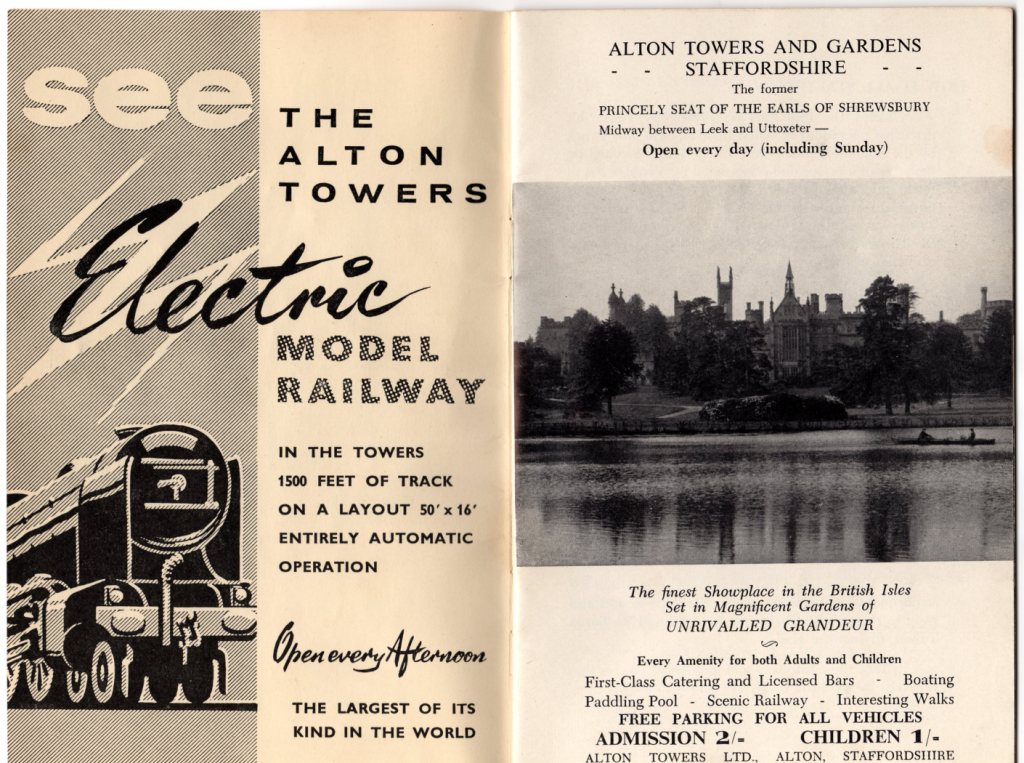 see
THE
ALTON
TOWERS
Electric
MODEL
RAILWAY
IN THE TOWERS
1500 FEET OF TRACK
ON A LAYOUT 50′ x 16′
ENTIRELY AUTOMATIC
OPERATION
Open every Afternoon
THE LARGEST OF ITS
KIND IN THE WORLD
ALTON TOWERS AND GARDENS
- - STAFFORDSHIRE - -
The former
PRINCELY SEAT OF THE EARLS OF SHREWSBURY
Midway between Leek and Uttoxeter —
Open every day (including Sunday)
The finest Showplace in the British Isles
Set in Magnificent Gardens of
UNRIVALLED GRANDEUR
Every Amenity for both Adults and Children
First-Class Catering and Licensed Bars - Boating
Paddling Pool - Scenic Railway - Interesting Walks
FREE PARKING FOR ALL VEHICLES
ADMISSION 2/- CHILDREN 1/-
ALTON TOWERS LTD., ALTON, STAFFORDSHIRE